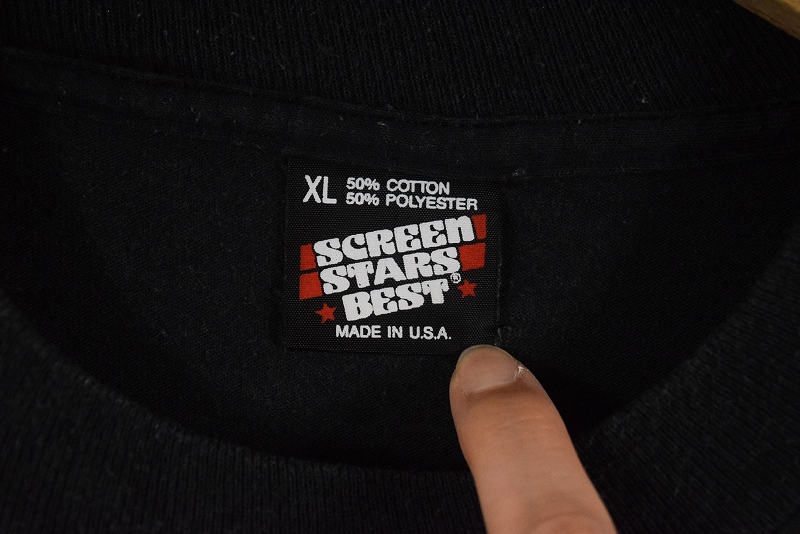 XL 50% COTTON
50% POLYESTER
SCREEN
STARS
BEST®
MADE IN U.S.A.